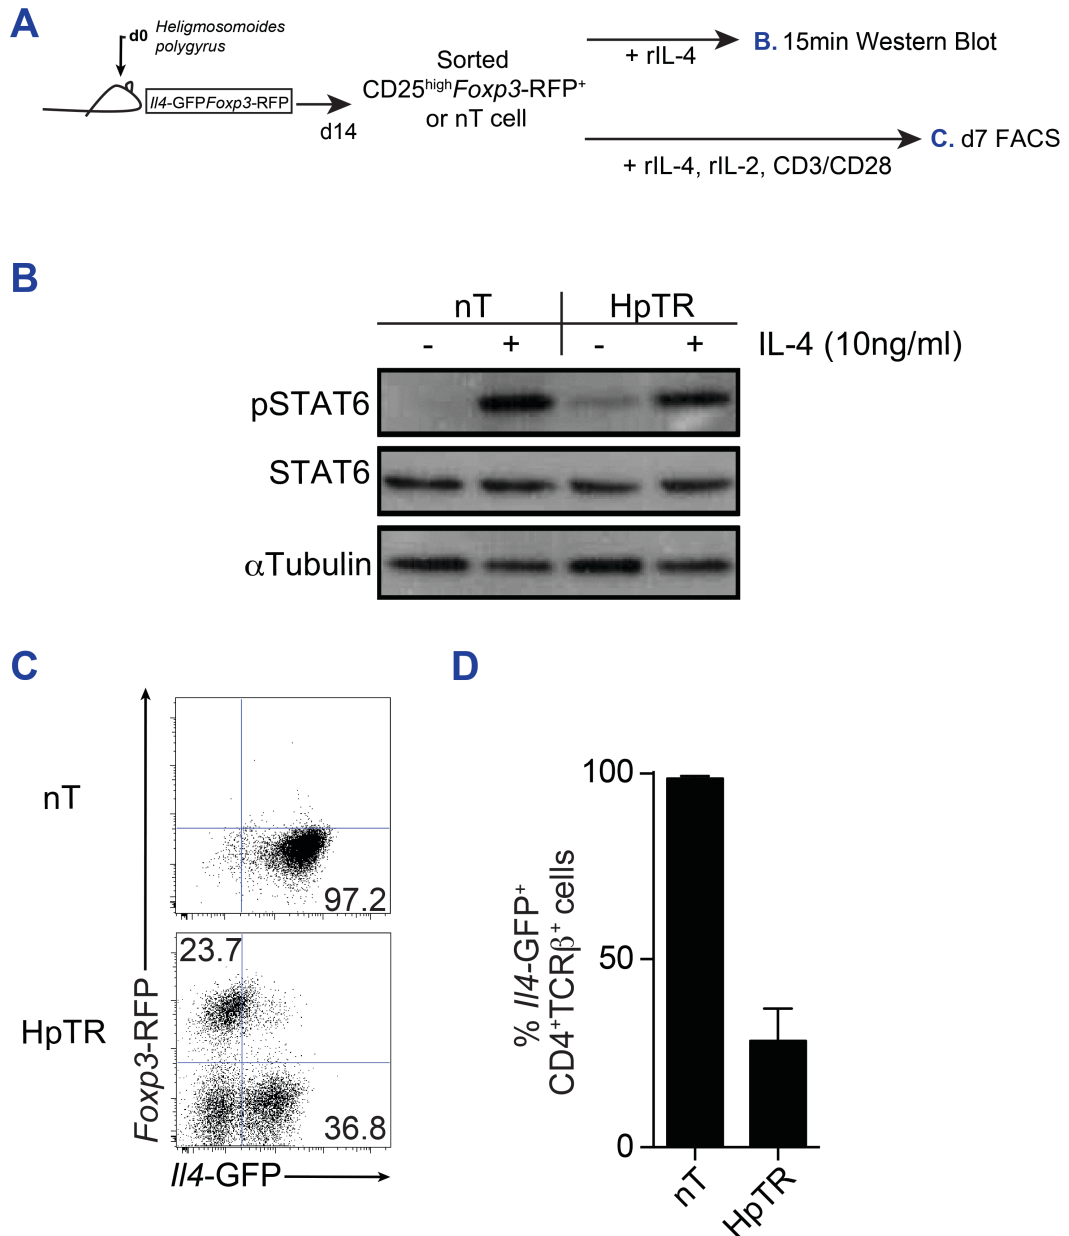 A
d0 Heligmosomoides
polygyrus
Il4-GFPFoxp3-RFP
d14
Sorted
CD25highFoxp3-RFP+
or nT cell
+ rIL-4
B. 15min Western Blot
+ rIL-4, rIL-2, CD3/CD28
C. d7 FACS
B
nT HpTR
- + - + IL-4 (10ng/ml)
pSTAT6
STAT6
αTubulin
C
nT
97.2
HpTR
23.7
36.8
Foxp3-RFP
Il4-GFP
D
% Il4-GFP+
CD4+TCRβ+ cells
100
50
0
nT
HpTR